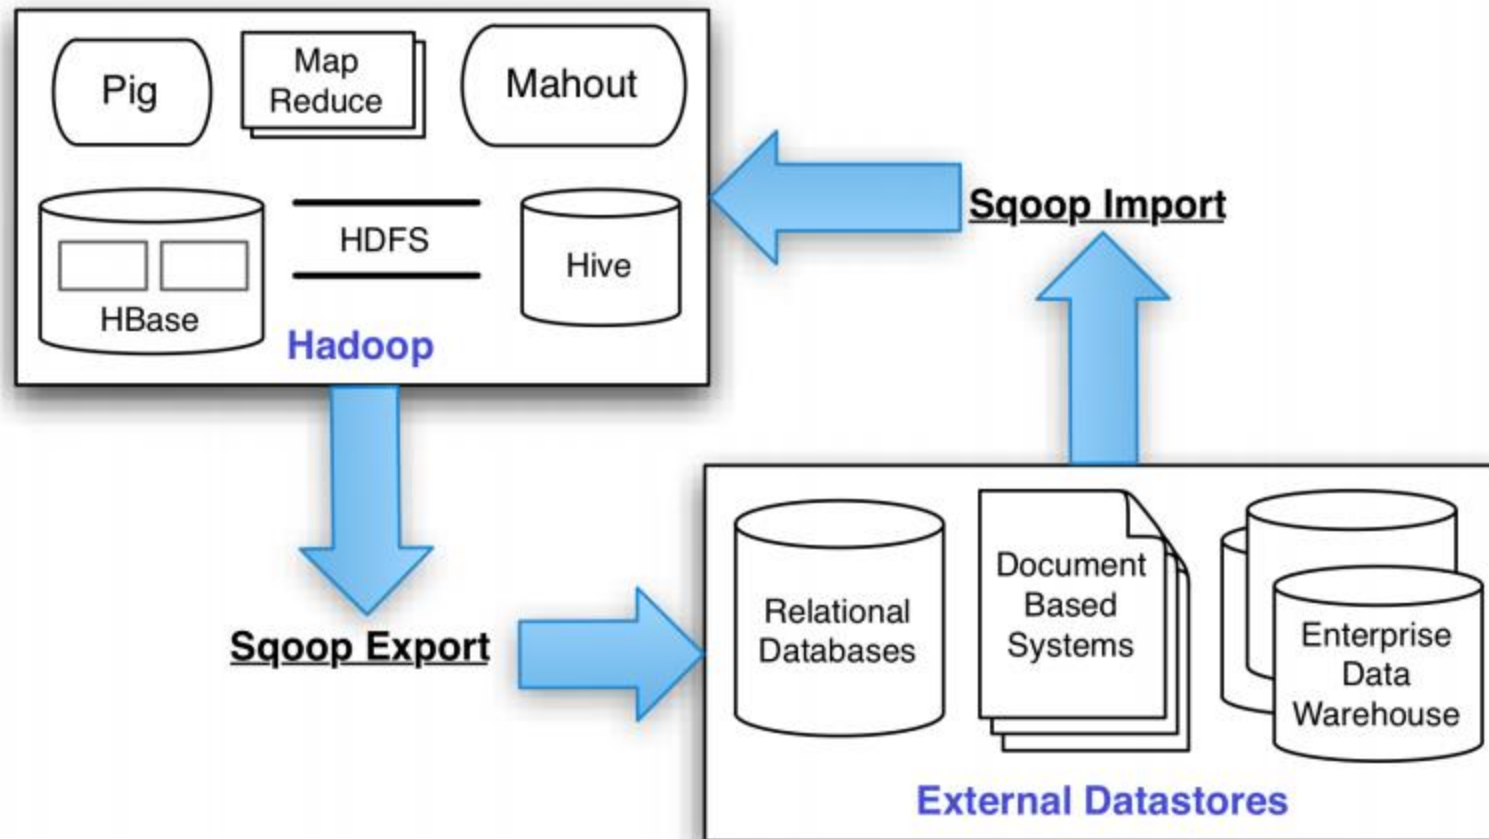 Pig
Map
Reduce
Mahout
HBase
HDFS
Hive
Hadoop
Sqoop Import
Sqoop Export
Relational
Databases
Document
Based
Systems
Enterprise
Data
Warehouse
External Datastores